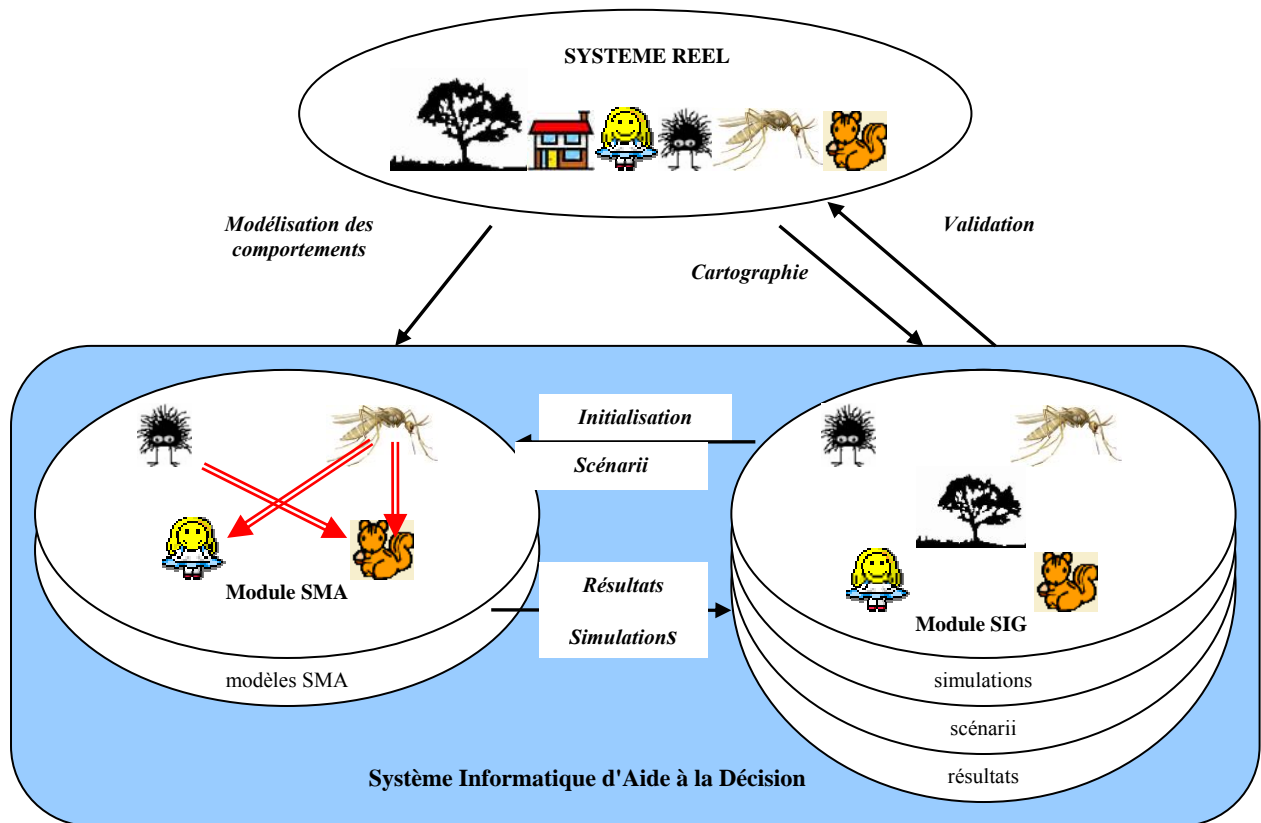 SYSTEME REEL
Modélisation des
comportements
Validation
Cartographie
Initialisation
Scénarii
Module SMA
modèles SMA
Résultats
Simulations
Module SIG
simulations
scénarii
résultats
Système Informatique d'Aide à la Décision